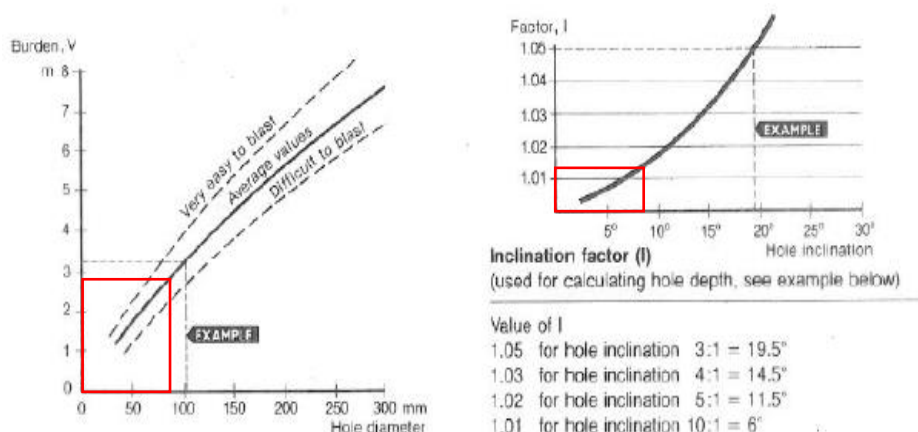 Burden, V
m 8
7
6
5
4
3
2
1
0
0 50 100 150 200 250 300 mm
Hole diameter
Very easy to blast
Average values
Difficult to blast
EXAMPLE
Factor, I
1.05
1.04
1.03
1.02
1.01
5° 10° 15° 20° 25° 30°
Hole inclination
EXAMPLE
Inclination factor (I)
(used for calculating hole depth, see example below)
Value of I
1.05 for hole inclination 3:1 = 19.5°
1.03 for hole inclination 4:1 = 14.5°
1.02 for hole inclination 5:1 = 11.5°
1.01 for hole inclination 10:1 = 6°